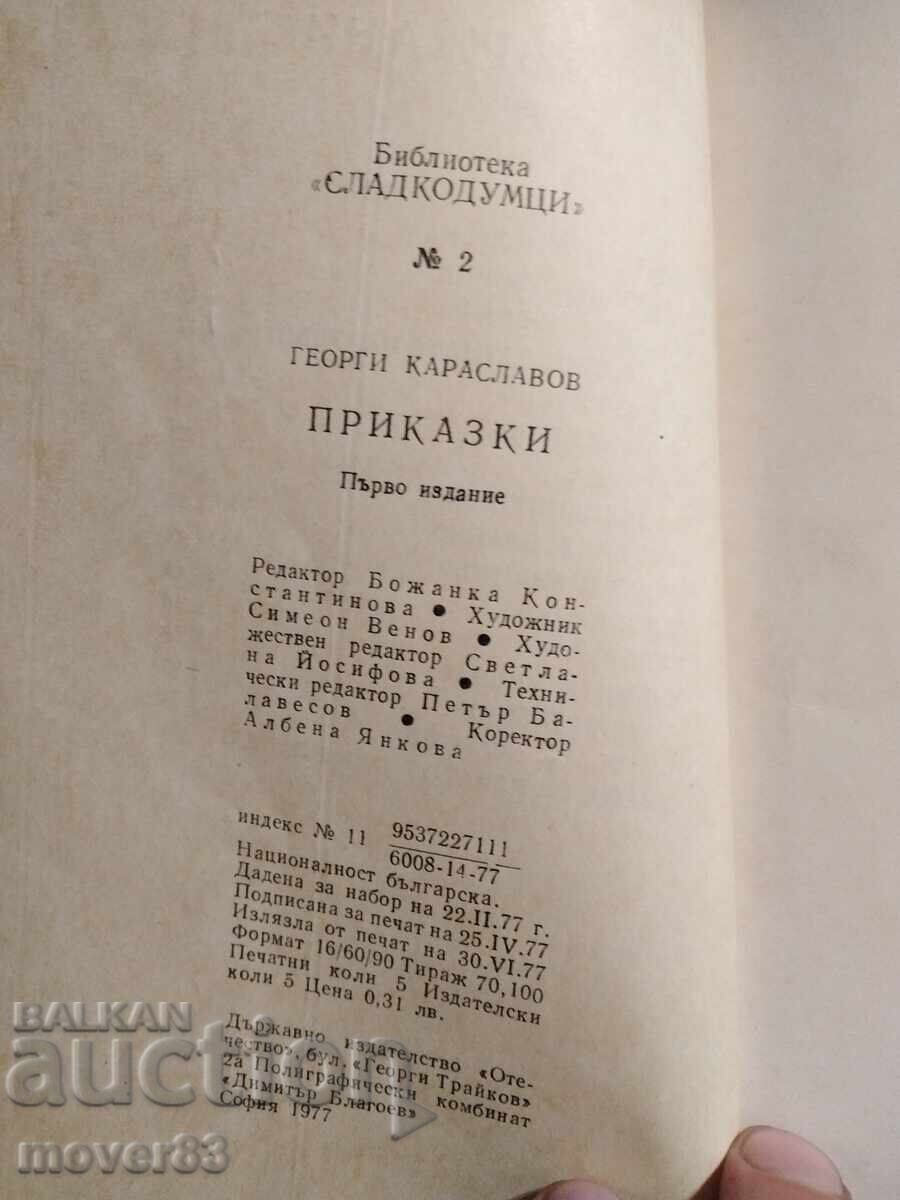 Библиотека
«СЛАДКОДУМЦИ»
№ 2
ГЕОРГИ КАРАСЛАВОВ
ПРИКАЗКИ
Първо издание
Редактор Божанка Кон-
стантинова ● Художник
Симеон Венов ● Худо-
жествен редактор Светла-
на Йосифова ● Техни-
чески редактор Петър Ба-
лавесов ● Коректор
Албена Янкова
индекс № 11 9537227111
6008-14-77
Националност българска.
Дадена за набор на 22.II.77 г.
Подписана за печат на 25.IV.77
Излязла от печат на 30.VI.77
Формат 16/60/90 Тираж 70,100
Печатни коли 5 Издателски
коли 5 Цена 0,31 лв.
Държавно издателство «Оте-
чество», бул. «Георги Трайков»
2а Полиграфически комбинат
«Димитър Благоев»
София 1977
BALKAN
auction
mover83